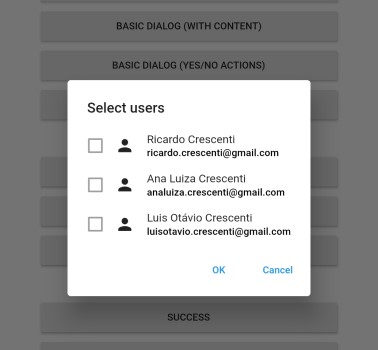 BASIC DIALOG (WITH CONTENT)
BASIC DIALOG (YES/NO ACTIONS)
Select users
Ricardo Crescenti
ricardo.crescenti@gmail.com
Ana Luiza Crescenti
analuiza.crescenti@gmail.com
Luis Otávio Crescenti
luisotavio.crescenti@gmail.com
OK
Cancel
SUCCESS